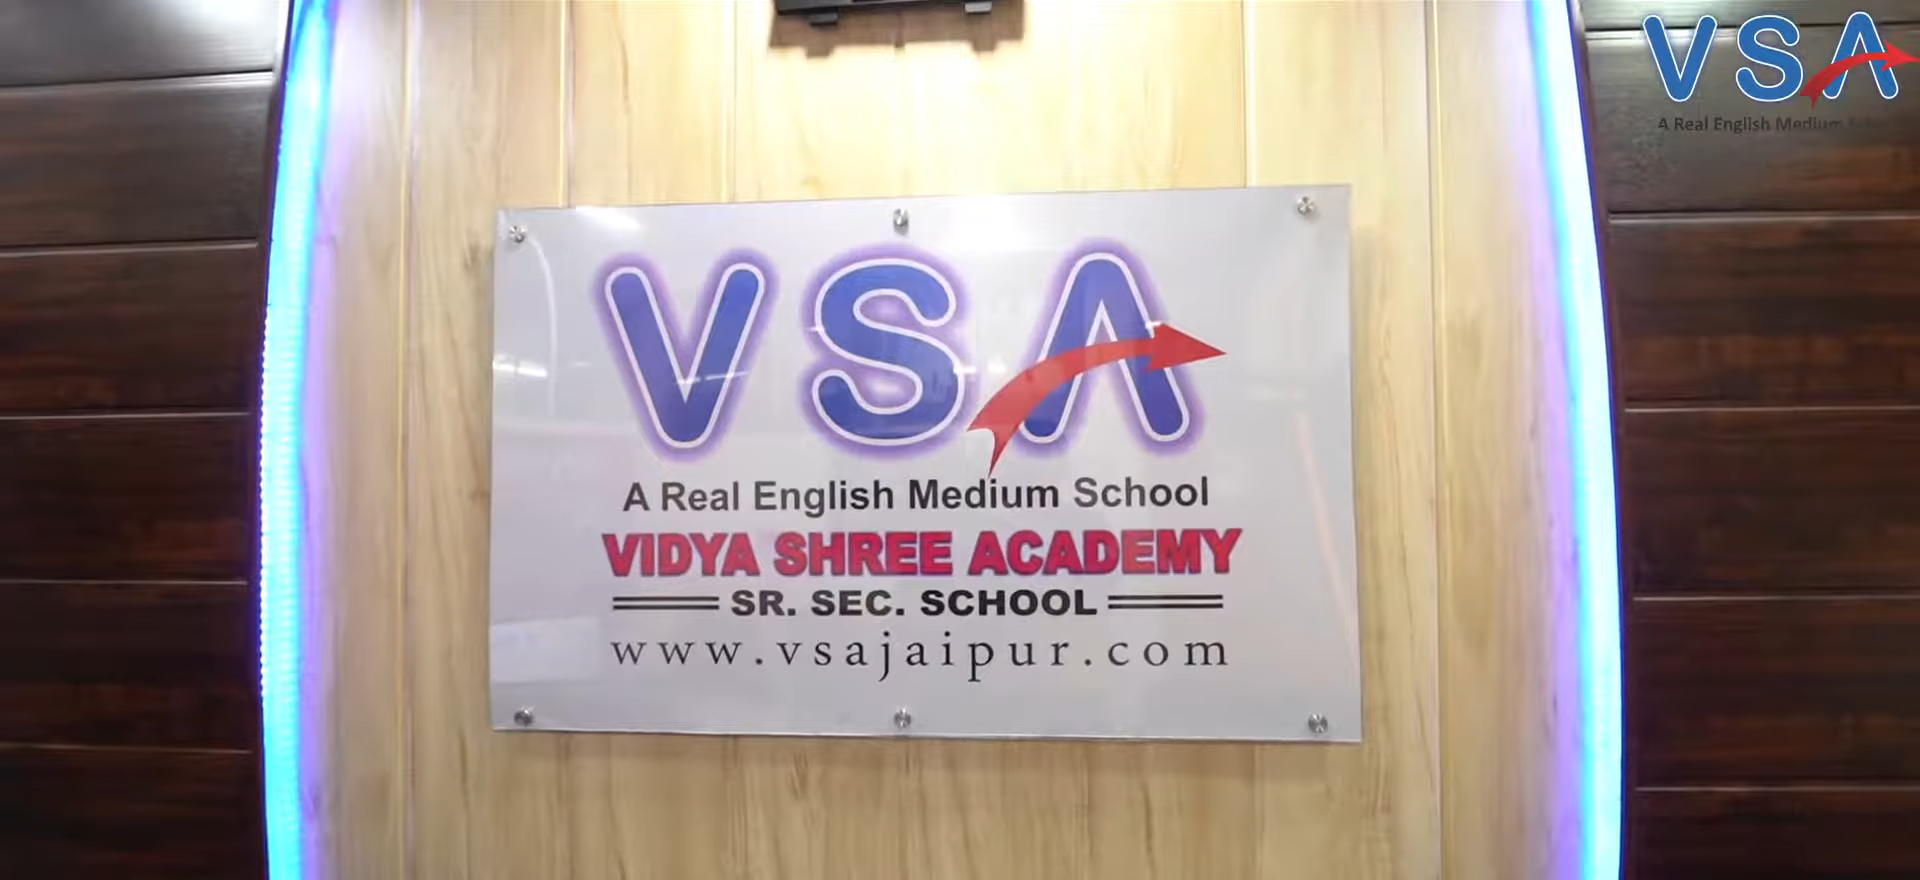 VSA
A Real English Medium School
VIDYA SHREE ACADEMY
SR. SEC. SCHOOL
www.vsajaipur.com
VSA
A Real English Medium